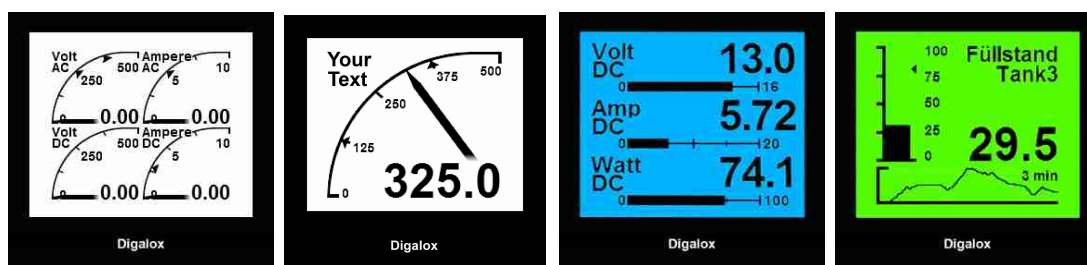 Volt AC
500
250
0
0.00
Ampere AC
10
5
0
0.00
Volt DC
500
250
0
0.00
Ampere DC
10
5
0
0.00
Digalox
Your
Text
500
375
250
125
0
325.0
Digalox
Volt DC
13.0
0 16
Amp DC
5.72
0 20
Watt DC
74.1
0 100
Digalox
100
75
50
25
0
Füllstand
Tank3
29.5
3 min
Digalox